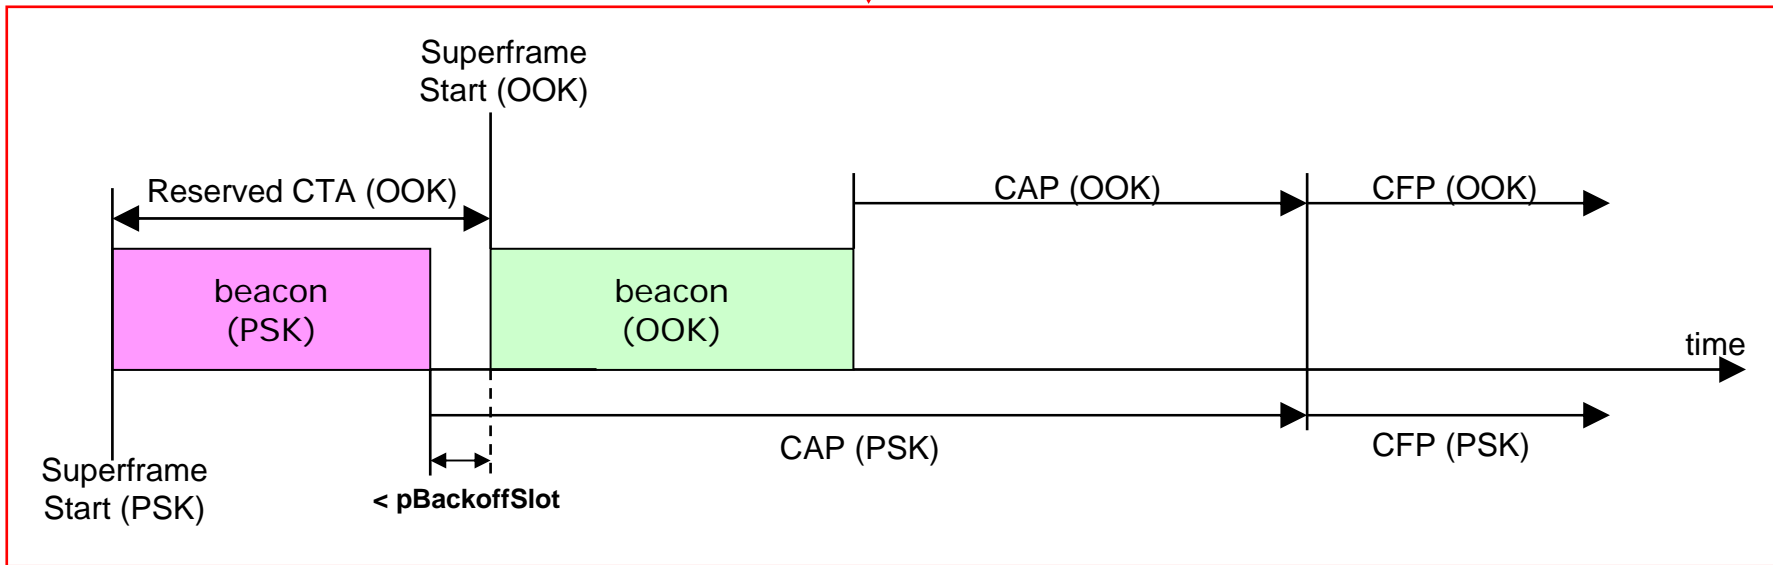 Superframe
Start (OOK)
Reserved CTA (OOK)
CAP (OOK)
CFP (OOK)
beacon
(PSK)
beacon
(OOK)
time
CAP (PSK)
CFP (PSK)
Superframe
Start (PSK)
< pBackoffSlot